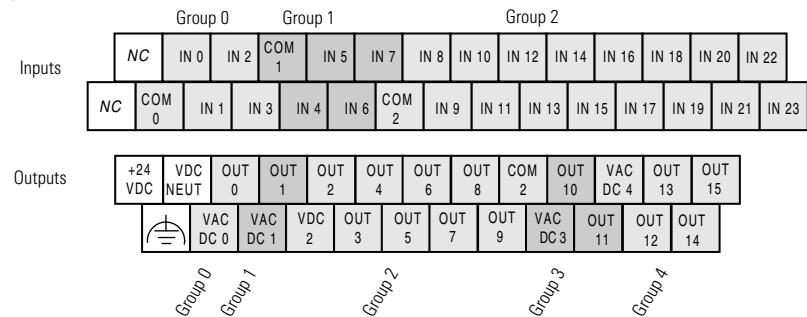 Group 0 Group 1 Group 2
Inputs
NC IN 0 IN 2 COM 1 IN 5 IN 7 IN 8 IN 10 IN 12 IN 14 IN 16 IN 18 IN 20 IN 22
NC COM 0 IN 1 IN 3 IN 4 IN 6 COM 2 IN 9 IN 11 IN 13 IN 15 IN 17 IN 19 IN 21 IN 23
Outputs
+24 VDC VDC NEUT OUT 0 OUT 1 OUT 2 OUT 4 OUT 6 OUT 8 COM 2 OUT 10 VAC DC 4 OUT 13 OUT 15
VAC DC 0 VAC DC 1 VDC 2 OUT 3 OUT 5 OUT 7 OUT 9 VAC DC 3 OUT 11 OUT 12 OUT 14
Group 0 Group 1 Group 2 Group 3 Group 4